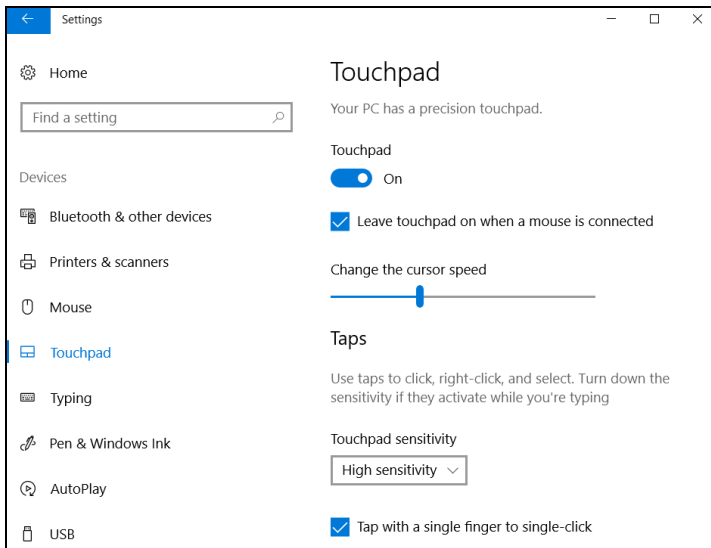 Settings
Home
Find a setting
Devices
Bluetooth & other devices
Printers & scanners
Mouse
Touchpad
Typing
Pen & Windows Ink
AutoPlay
USB
Touchpad
Your PC has a precision touchpad.
Touchpad
On
Leave touchpad on when a mouse is connected
Change the cursor speed
Taps
Use taps to click, right-click, and select. Turn down the
sensitivity if they activate while you're typing
Touchpad sensitivity
High sensitivity
Tap with a single finger to single-click